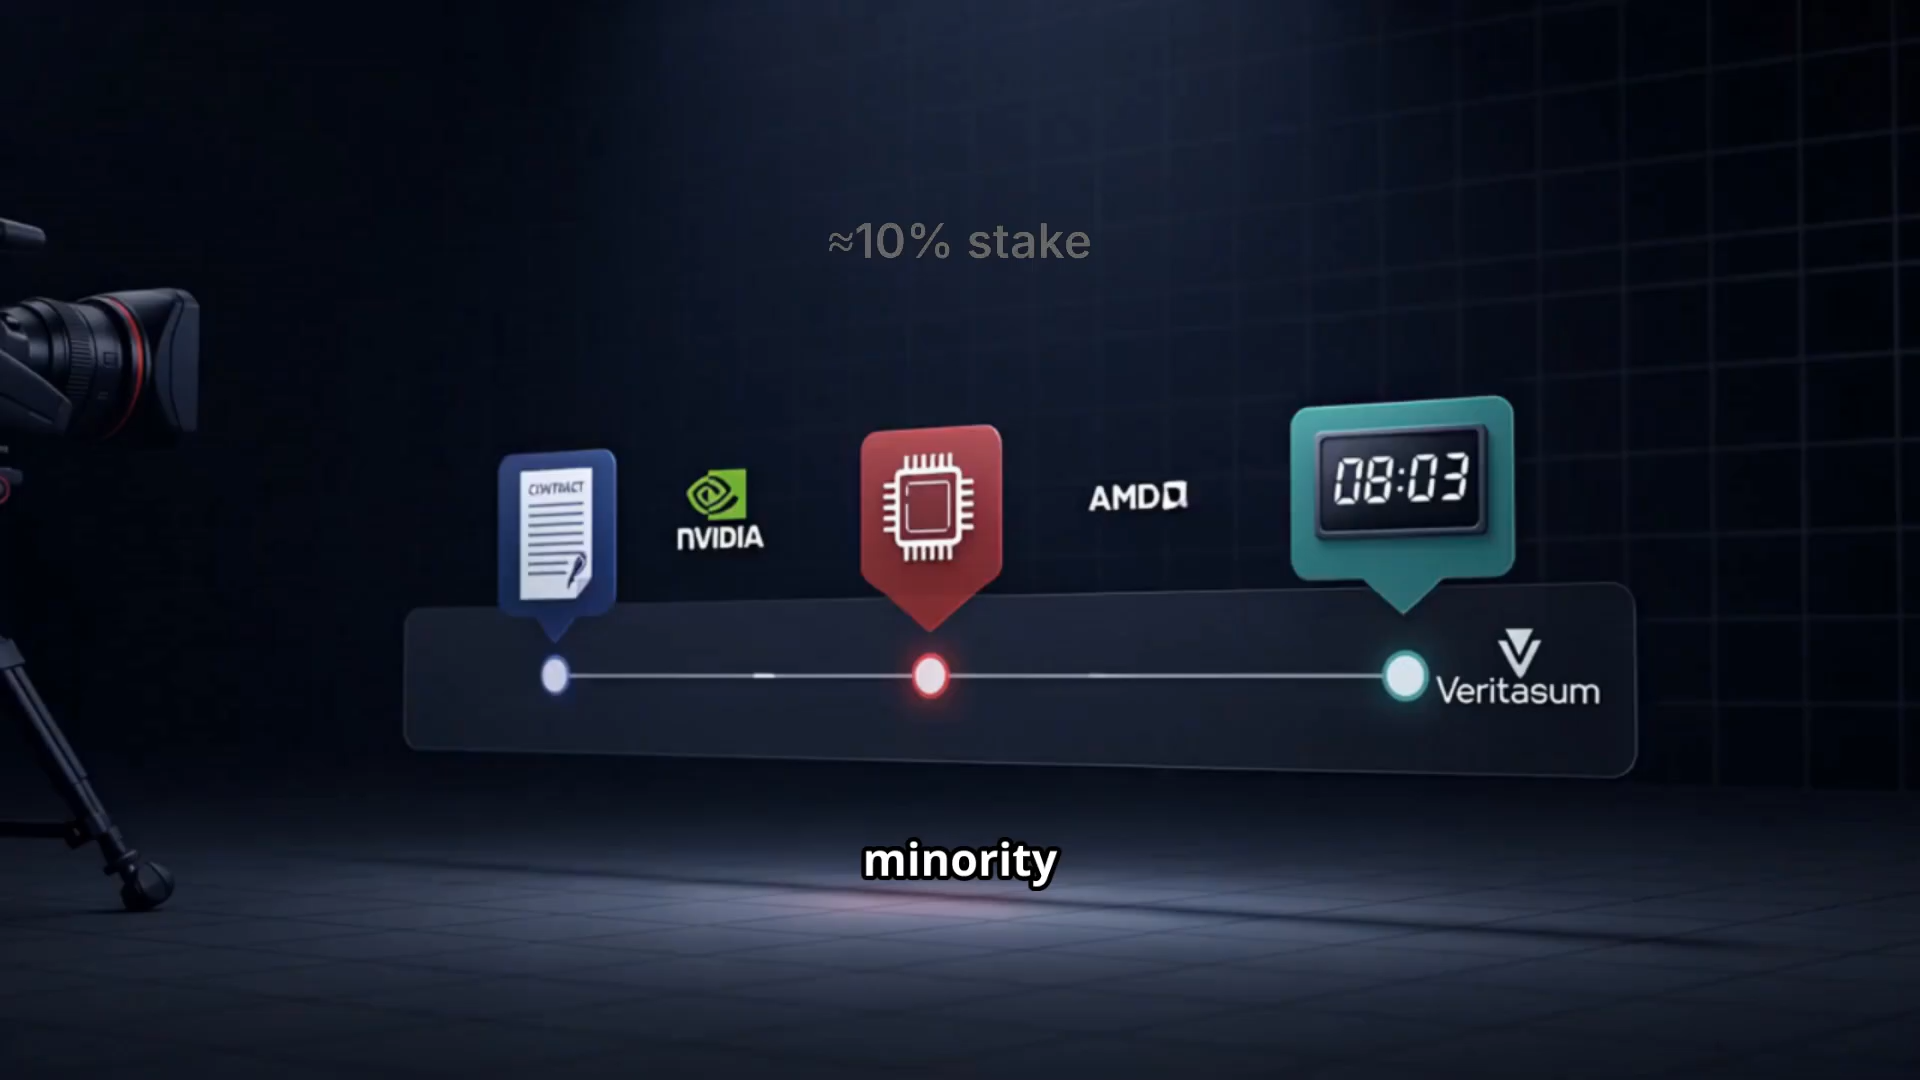 ≈10% stake
CONTRACT
NVIDIA
AMD
08:03
Veritasum
minority